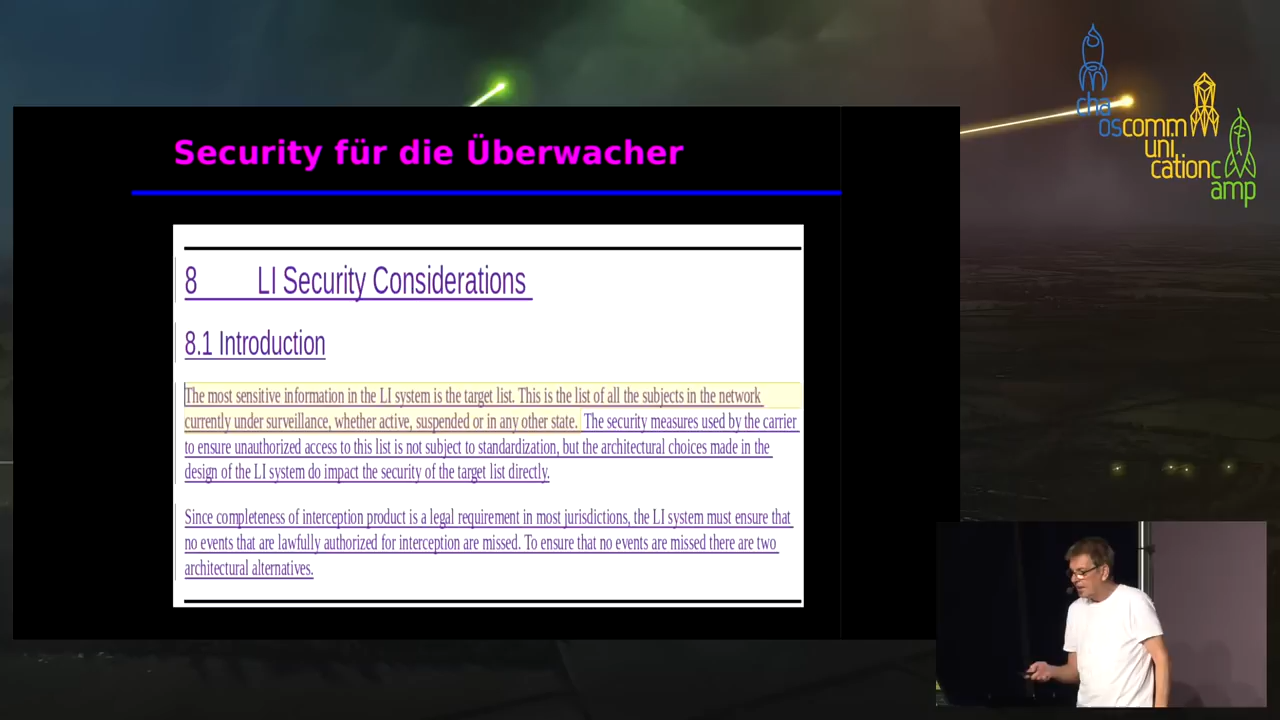 Security für die Überwacher
8 LI Security Considerations
8.1 Introduction
The most sensitive information in the LI system is the target list. This is the list of all the subjects in the network
currently under surveillance, whether active, suspended or in any other state. The security measures used by the carrier
to ensure unauthorized access to this list is not subject to standardization, but the architectural choices made in the
design of the LI system do impact the security of the target list directly.
Since completeness of interception product is a legal requirement in most jurisdictions, the LI system must ensure that
no events that are lawfully authorized for interception are missed. To ensure that no events are missed there are two
architectural alternatives.
cha
oscomm
uni
cationc
amp